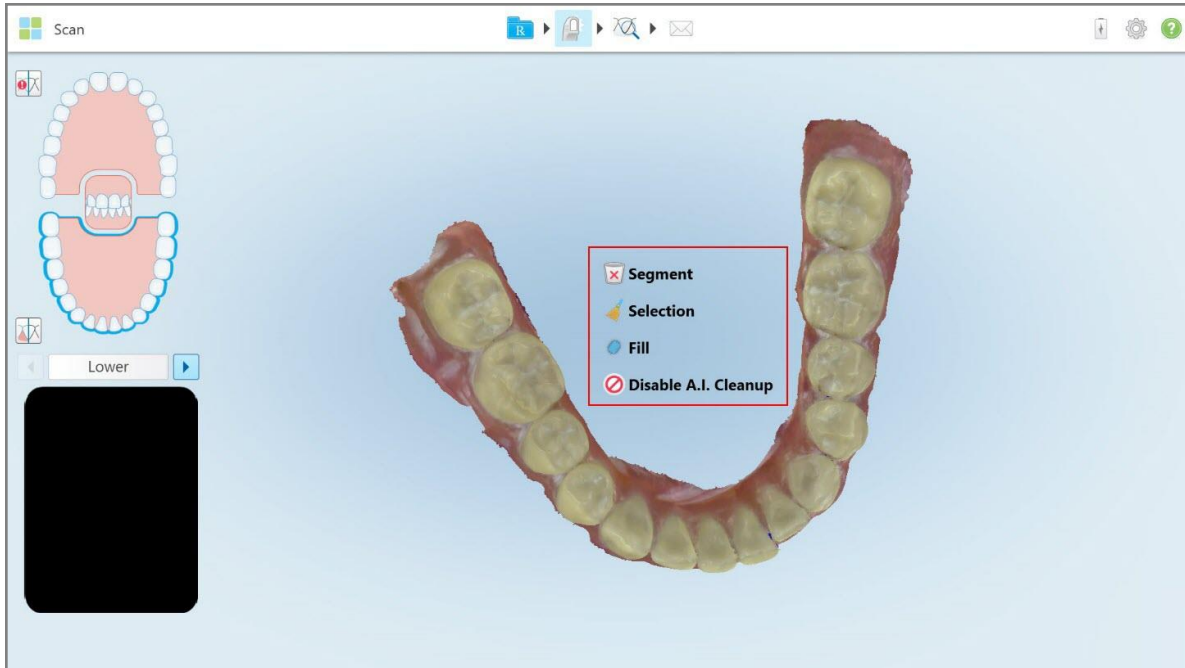 Scan
R
Lower
Segment
Selection
Fill
Disable A.I. Cleanup
?